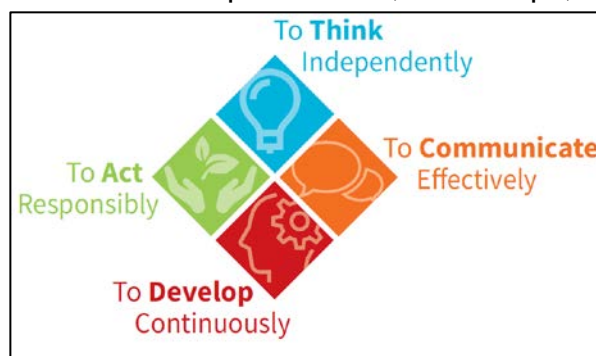 To Think
Independently
To Communicate
Effectively
To Act
Responsibly
To Develop
Continuously